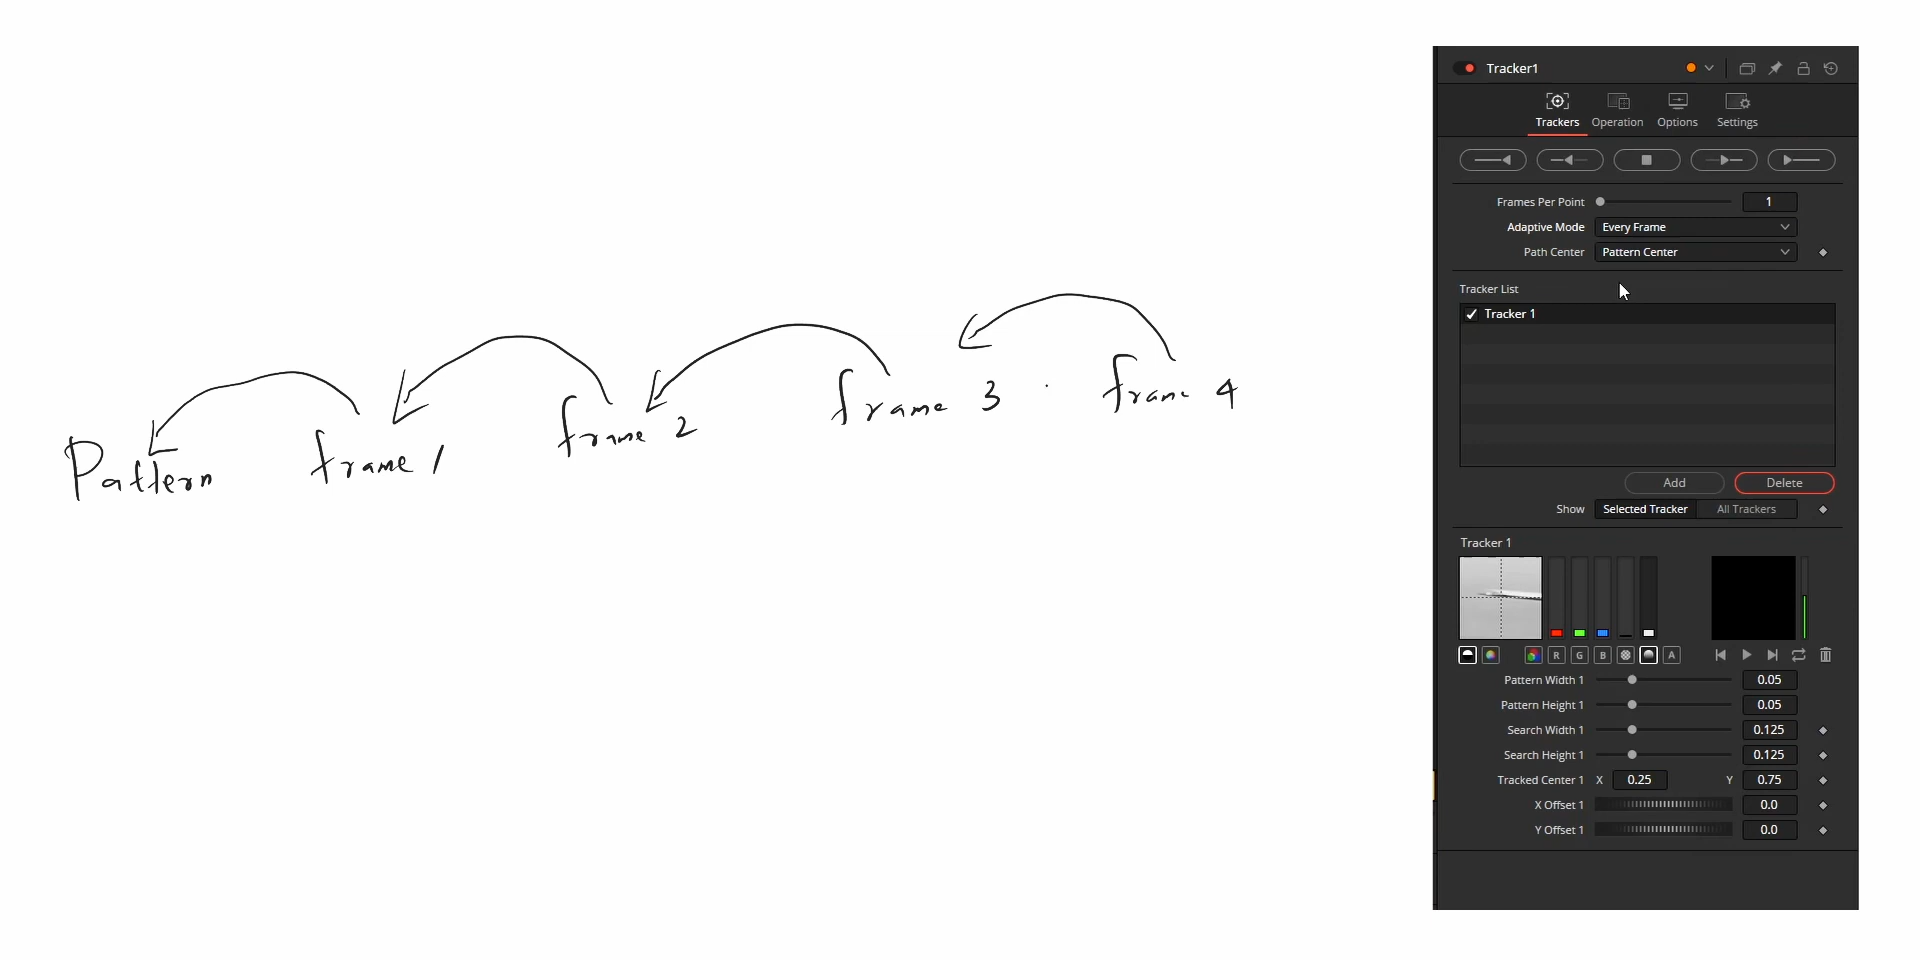 Pattern frame 1 frame 2 frame 3 frame 4
Tracker1
Trackers Operation Options Settings
Frames Per Point 1
Adaptive Mode Every Frame
Path Center Pattern Center
Tracker List
Tracker 1
Add Delete
Show Selected Tracker All Trackers
Tracker 1
R G B A
Pattern Width 1 0.05
Pattern Height 1 0.05
Search Width 1 0.125
Search Height 1 0.125
Tracked Center 1 X 0.25 Y 0.75
X Offset 1 0.0
Y Offset 1 0.0